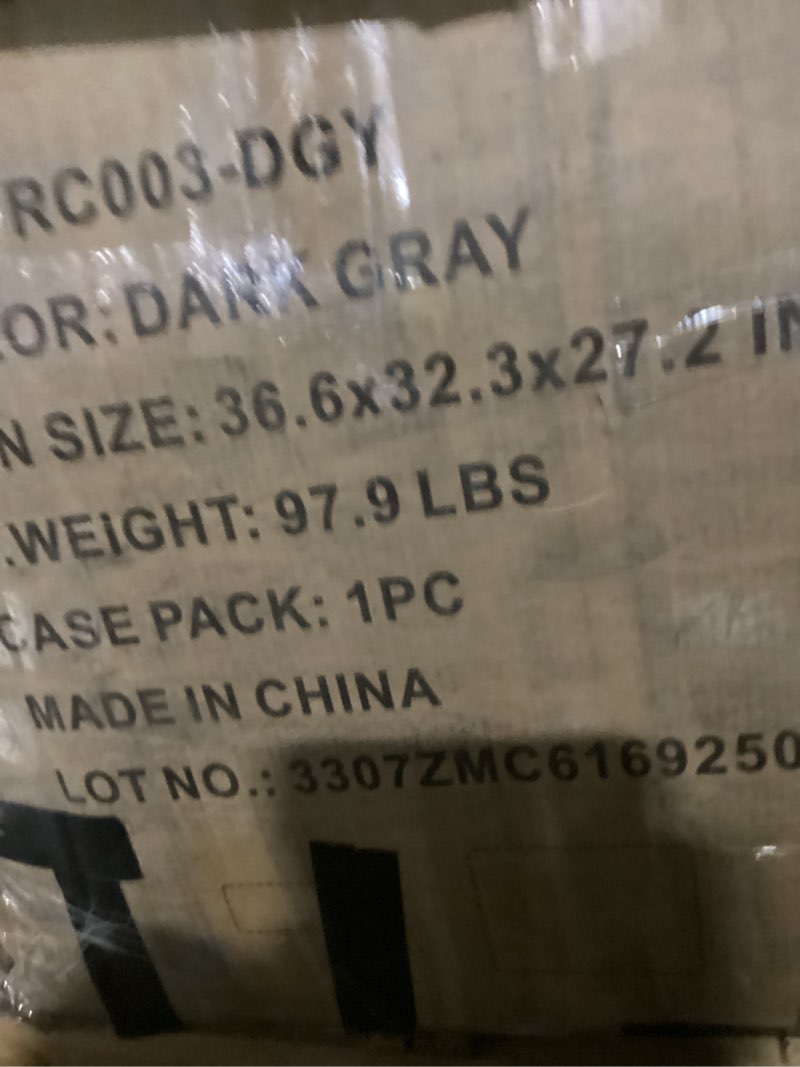 RC003-DGY
OR: DARK GRAY
N SIZE: 36.6x32.3x27.2 IN
.WEIGHT: 97.9 LBS
CASE PACK: 1PC
MADE IN CHINA
LOT NO.: 3307ZMC6169250